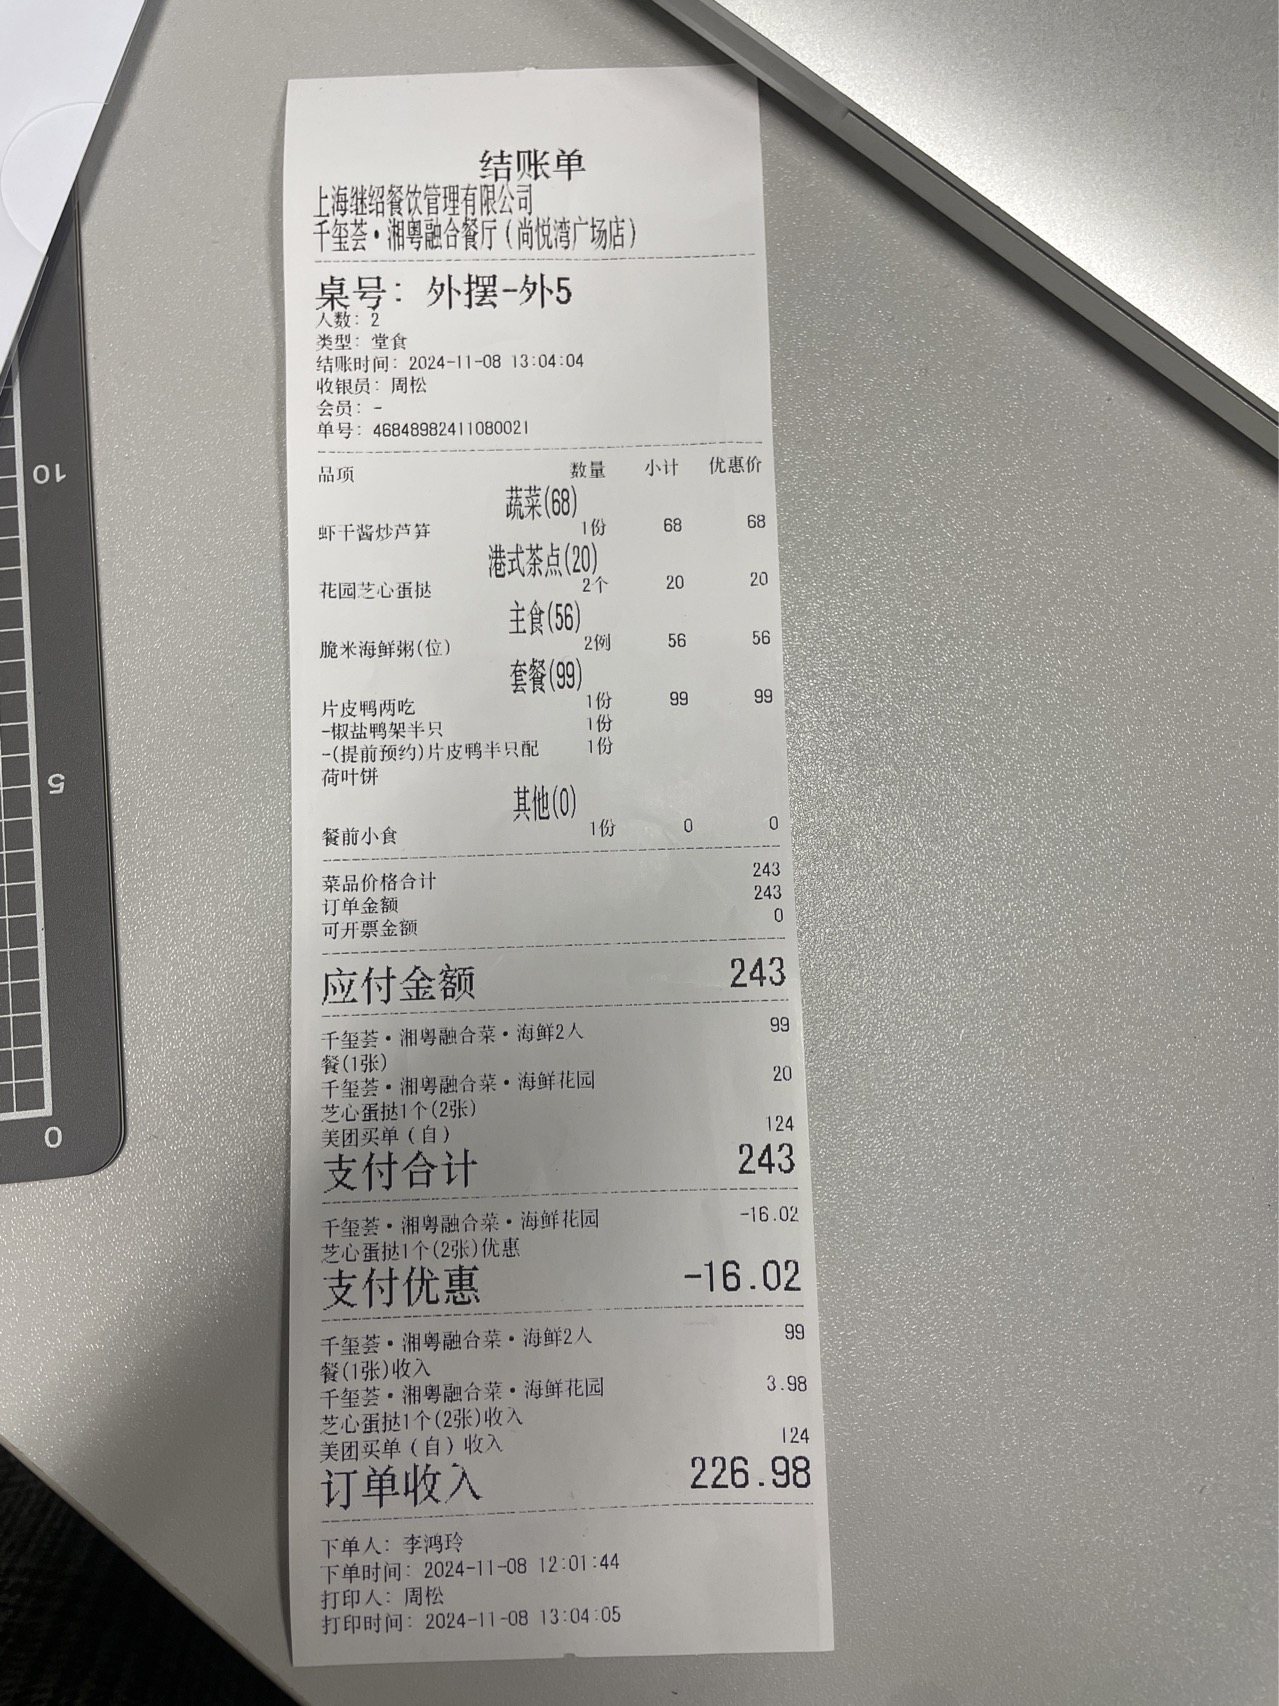 结账单
上海继绍餐饮管理有限公司
千玺荟•湘粤融合餐厅(尚悦湾广场店)
桌号: 外摆-外5
人数: 2
类型: 堂食
结账时间: 2024-11-08 13:04:04
收银员: 周松
会员: -
单号: 46848982411080021
品项 数量 小计 优惠价
蔬菜(68)
虾干酱炒芦笋 1份 68 68
港式茶点(20)
花园芝心蛋挞 2个 20 20
主食(56)
脆米海鲜粥(位) 2例 56 56
套餐(99)
片皮鸭两吃 1份 99 99
-椒盐鸭架半只 1份
-(提前预约)片皮鸭半只配 1份
荷叶饼
其他(0)
餐前小食 1份 0 0
菜品价格合计 243
订单金额 243
可开票金额 0
应付金额 243
千玺荟•湘粤融合菜•海鲜2人 99
餐(1张)
千玺荟•湘粤融合菜•海鲜花园 20
芝心蛋挞1个(2张)
美团买单(自) 124
支付合计 243
千玺荟•湘粤融合菜•海鲜花园 -16.02
芝心蛋挞1个(2张)优惠
支付优惠 -16.02
千玺荟•湘粤融合菜•海鲜2人 99
餐(1张)收入
千玺荟•湘粤融合菜•海鲜花园 3.98
芝心蛋挞1个(2张)收入
美团买单(自)收入 124
订单收入 226.98
下单人: 李鸿玲
下单时间: 2024-11-08 12:01:44
打印人: 周松
打印时间: 2024-11-08 13:04:05
10
5
0